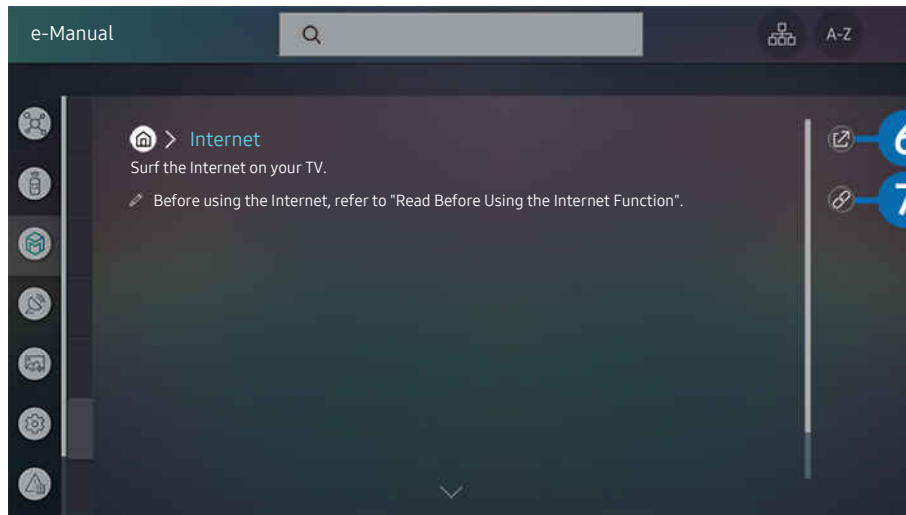 e-Manual
A-Z
Internet
Surf the Internet on your TV.
Before using the Internet, refer to "Read Before Using the Internet Function".
6
7